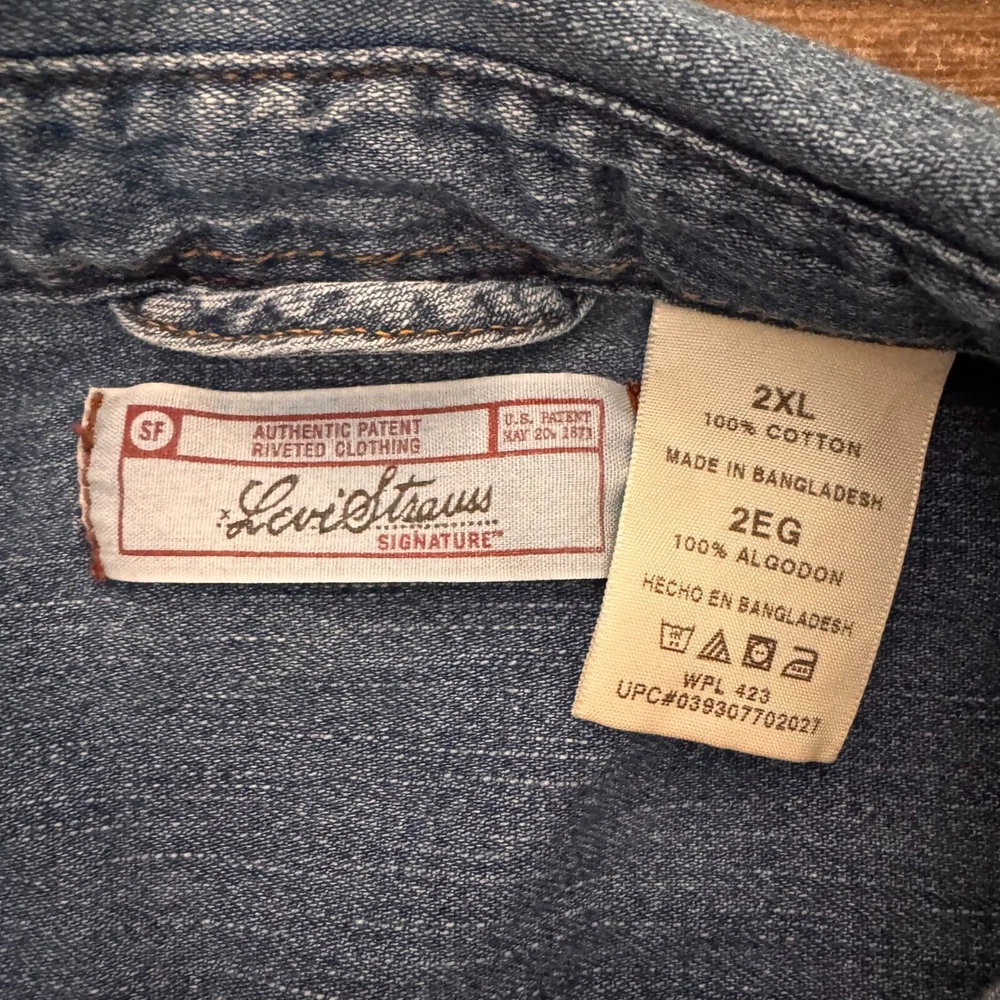 SF
AUTHENTIC PATENT
RIVETED CLOTHING
U.S. PATENT
MAY 20, 1873
Levi Strauss
SIGNATURE™
2XL
100% COTTON
MADE IN BANGLADESH
2EG
100% ALGODON
HECHO EN BANGLADESH
WPL 423
UPC#039307702027